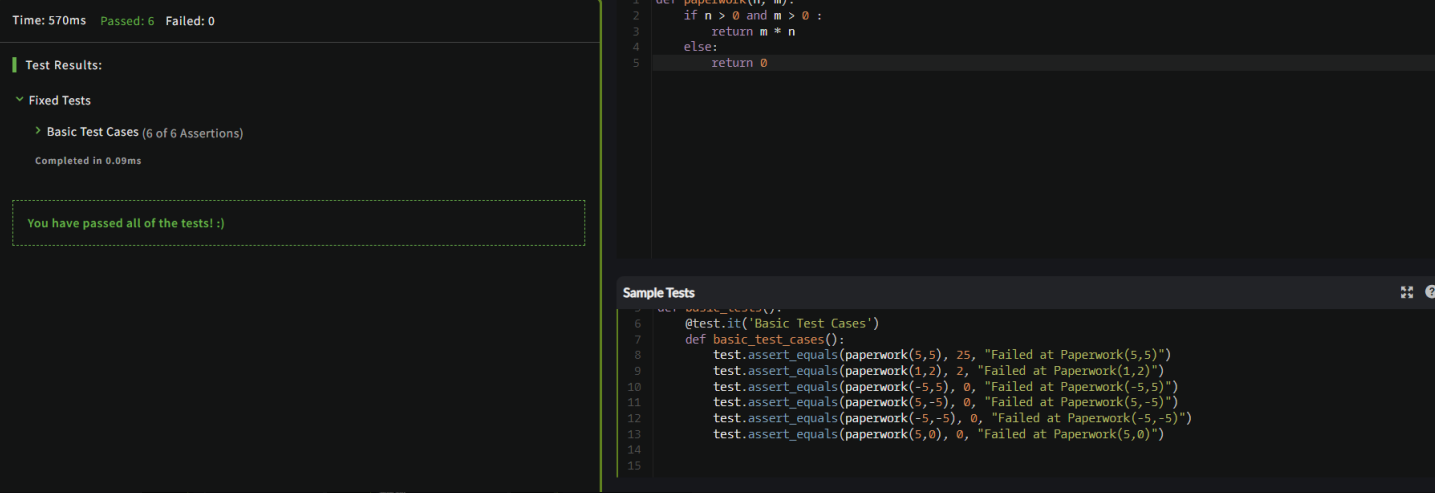 Time: 570ms Passed: 6 Failed: 0
Test Results:
Fixed Tests
Basic Test Cases (6 of 6 Assertions)
Completed in 0.09ms
You have passed all of the tests! :)
1 def paperwork(n, m):
2 if n > 0 and m > 0 :
3 return m * n
4 else:
5 return 0
Sample Tests
5 def basic_tests():
6 @test.it('Basic Test Cases')
7 def basic_test_cases():
8 test.assert_equals(paperwork(5,5), 25, "Failed at Paperwork(5,5)")
9 test.assert_equals(paperwork(1,2), 2, "Failed at Paperwork(1,2)")
10 test.assert_equals(paperwork(-5,5), 0, "Failed at Paperwork(-5,5)")
11 test.assert_equals(paperwork(5,-5), 0, "Failed at Paperwork(5,-5)")
12 test.assert_equals(paperwork(-5,-5), 0, "Failed at Paperwork(-5,-5)")
13 test.assert_equals(paperwork(5,0), 0, "Failed at Paperwork(5,0)")
14
15